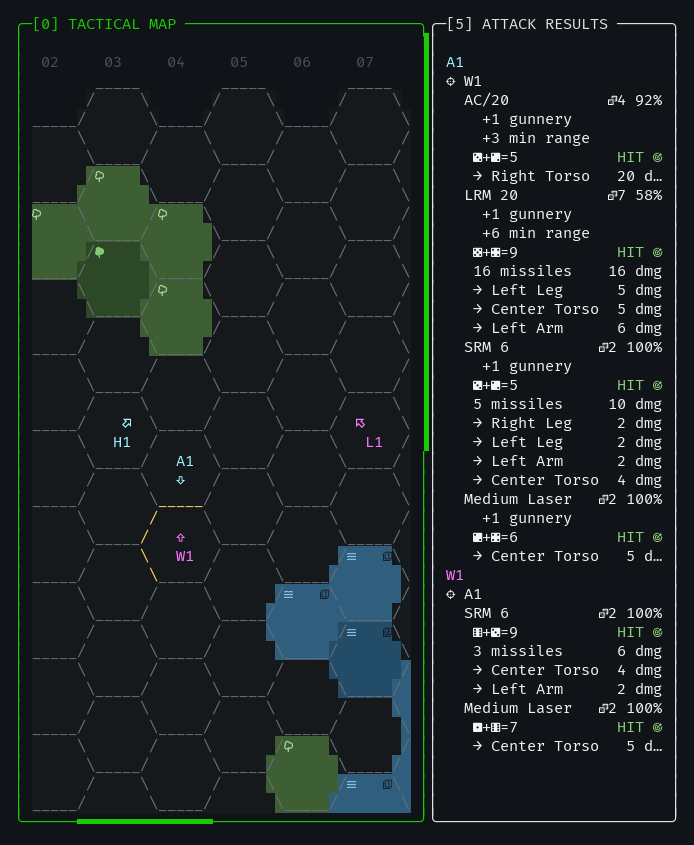 [0] TACTICAL MAP
02 03 04 05 06 07
H1
L1
A1
W1
[5] ATTACK RESULTS
A1
W1
AC/20 4 92%
+1 gunnery
+3 min range
+=5 HIT
→ Right Torso 20 d…
LRM 20 7 58%
+1 gunnery
+6 min range
+=9 HIT
16 missiles 16 dmg
→ Left Leg 5 dmg
→ Center Torso 5 dmg
→ Left Arm 6 dmg
SRM 6 2 100%
+1 gunnery
+=5 HIT
5 missiles 10 dmg
→ Right Leg 2 dmg
→ Left Leg 2 dmg
→ Left Arm 2 dmg
→ Center Torso 4 dmg
Medium Laser 2 100%
+1 gunnery
+=6 HIT
→ Center Torso 5 d…
W1
A1
SRM 6 2 100%
+=9 HIT
3 missiles 6 dmg
→ Center Torso 4 dmg
→ Left Arm 2 dmg
Medium Laser 2 100%
+=7 HIT
→ Center Torso 5 d…